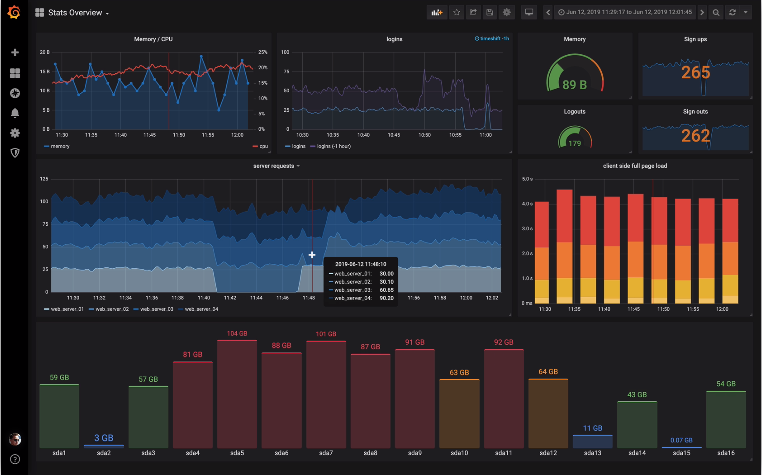 Stats Overview
Jun 12, 2019 11:29:17 to Jun 12, 2019 12:01:45
Memory / CPU
20 B
15 B
10 B
5 B
0 B
25%
20%
15%
10%
5%
0%
11:30 11:35 11:40 11:45 11:50 11:55 12:00
memory cpu
logins
timeshift -1h
100
75
50
25
0
10:30 10:35 10:40 10:45 10:50 10:55 11:00
logins logins (-1 hour)
Memory
89 B
Sign ups
265
Logouts
179
Sign outs
262
server requests
125
100
75
50
25
0
11:30 11:32 11:34 11:36 11:38 11:40 11:42 11:44 11:46 11:48 11:56 11:58 12:00 12:02
web_server_01 web_server_02 web_server_03 web_server_04
2019-06-12 11:48:10
web_server_01: 30.00
web_server_02: 30.10
web_server_03: 60.65
web_server_04: 90.20
client side full page load
5.0 s
4.0 s
3.0 s
2.0 s
1.0 s
0 ms
11:30 11:35 11:40 11:45 11:50 11:55 12:00
59 GB 3 GB 57 GB 81 GB 104 GB 88 GB 101 GB 87 GB 91 GB 63 GB 92 GB 64 GB 11 GB 43 GB 0.07 GB 54 GB
sda1 sda2 sda3 sda4 sda5 sda6 sda7 sda8 sda9 sda10 sda11 sda12 sda13 sda14 sda15 sda16